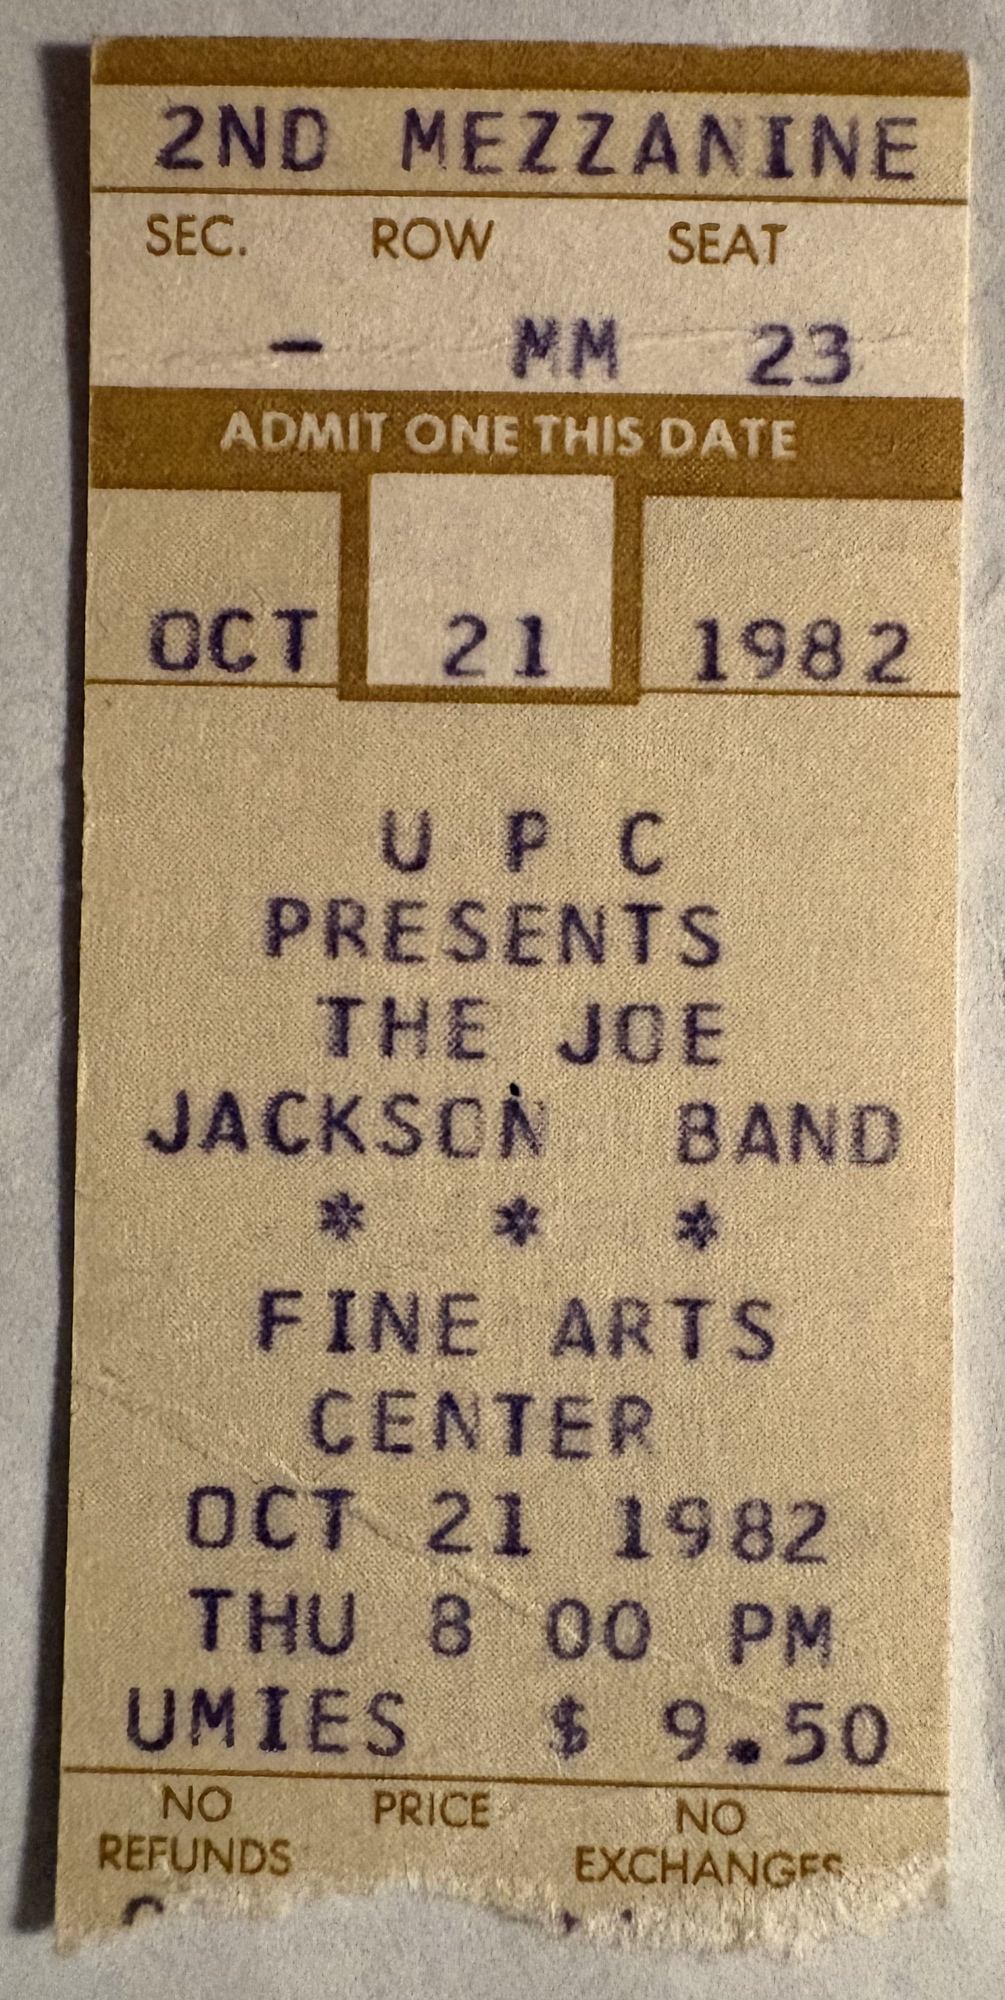 2ND MEZZANINE
SEC. ROW SEAT
- MM 23
ADMIT ONE THIS DATE
OCT 21 1982
U P C
PRESENTS
THE JOE
JACKSON BAND
* * *
FINE ARTS
CENTER
OCT 21 1982
THU 8 00 PM
UMIES $ 9.50
NO PRICE NO
REFUNDS EXCHANGES